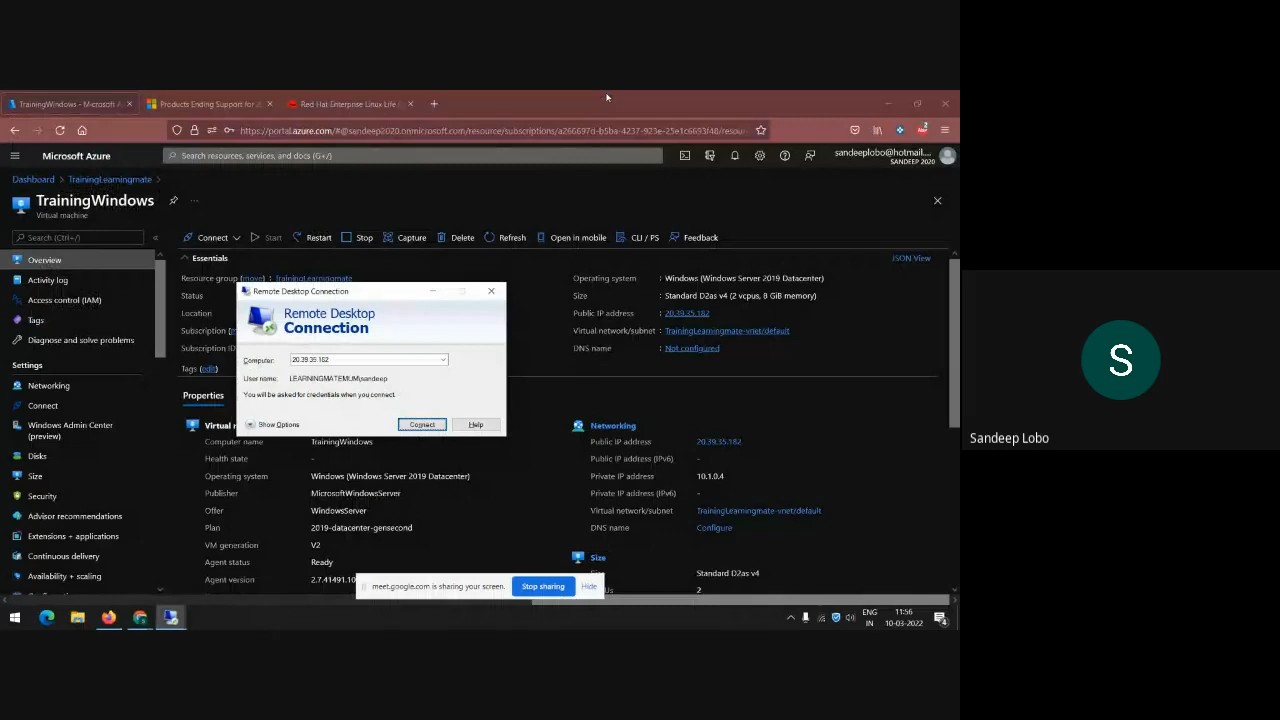 TrainingWindows - Microsoft A
Products Ending Support for
Red Hat Enterprise Linux Life
https://portal.azure.com/#@sandeep2020.onmicrosoft.com/resource/subscriptions/a266697d-b5ba-4237-923e-25e1c6693f48/resou
Microsoft Azure
Search resources, services, and docs (G+/)
sandeeplobo@hotmail....
SANDEEP 2020
Dashboard > TrainingLearningmate >
TrainingWindows
Virtual machine
Search (Ctrl+/)
Connect
Start
Restart
Stop
Capture
Delete
Refresh
Open in mobile
CLI / PS
Feedback
Overview
Activity log
Access control (IAM)
Tags
Diagnose and solve problems
Settings
Networking
Connect
Windows Admin Center
(preview)
Disks
Size
Security
Advisor recommendations
Extensions + applications
Continuous delivery
Availability + scaling
Essentials
JSON View
Resource group (move) : TrainingLearningmate
Status
Location
Subscription
Subscription ID
Tags (edit)
Operating system : Windows (Windows Server 2019 Datacenter)
Size : Standard D2as v4 (2 vcpus, 8 GiB memory)
Public IP address : 20.39.35.182
Virtual network/subnet : TrainingLearningmate-vnet/default
DNS name : Not configured
Remote Desktop Connection
Remote Desktop
Connection
Computer: 20.39.35.182
User name: LEARNINGMATEMUM\sandeep
You will be asked for credentials when you connect.
Show Options
Connect
Help
Properties
Computer name TrainingWindows
Health state -
Operating system Windows (Windows Server 2019 Datacenter)
Publisher MicrosoftWindowsServer
Offer WindowsServer
Plan 2019-datacenter-gensecond
VM generation V2
Agent status Ready
Agent version 2.7.41491.10
Networking
Public IP address 20.39.35.182
Public IP address (IPv6) -
Private IP address 10.1.0.4
Private IP address (IPv6) -
Virtual network/subnet TrainingLearningmate-vnet/default
DNS name Configure
Size
Standard D2as v4
2
meet.google.com is sharing your screen.
Stop sharing
Hide
ENG
IN
11:56
10-03-2022
S
Sandeep Lobo